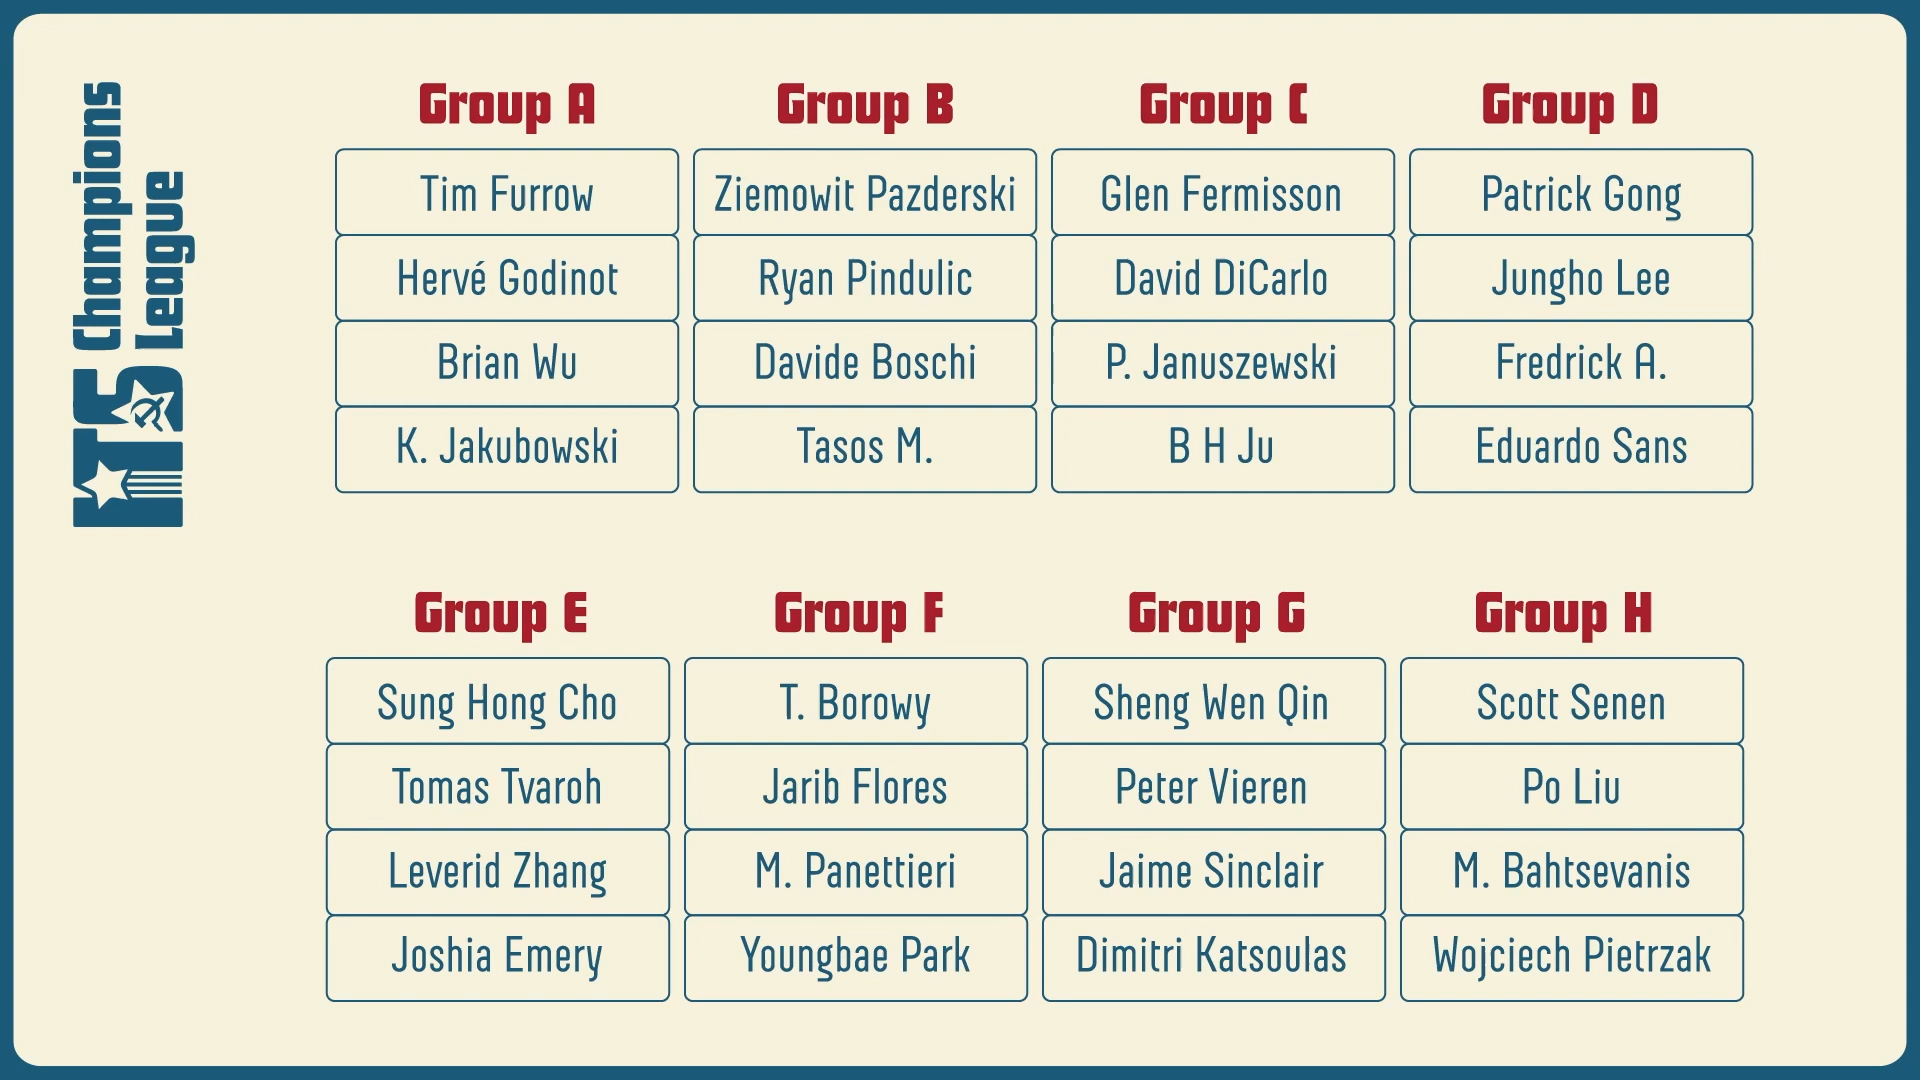 Champions
League
TS
Group A
Tim Furrow
Hervé Godinot
Brian Wu
K. Jakubowski
Group B
Ziemowit Pazderski
Ryan Pindulic
Davide Boschi
Tasos M.
Group C
Glen Fermisson
David DiCarlo
P. Januszewski
B H Ju
Group D
Patrick Gong
Jungho Lee
Fredrick A.
Eduardo Sans
Group E
Sung Hong Cho
Tomas Tvaroh
Leverid Zhang
Joshia Emery
Group F
T. Borowy
Jarib Flores
M. Panettieri
Youngbae Park
Group G
Sheng Wen Qin
Peter Vieren
Jaime Sinclair
Dimitri Katsoulas
Group H
Scott Senen
Po Liu
M. Bahtsevanis
Wojciech Pietrzak